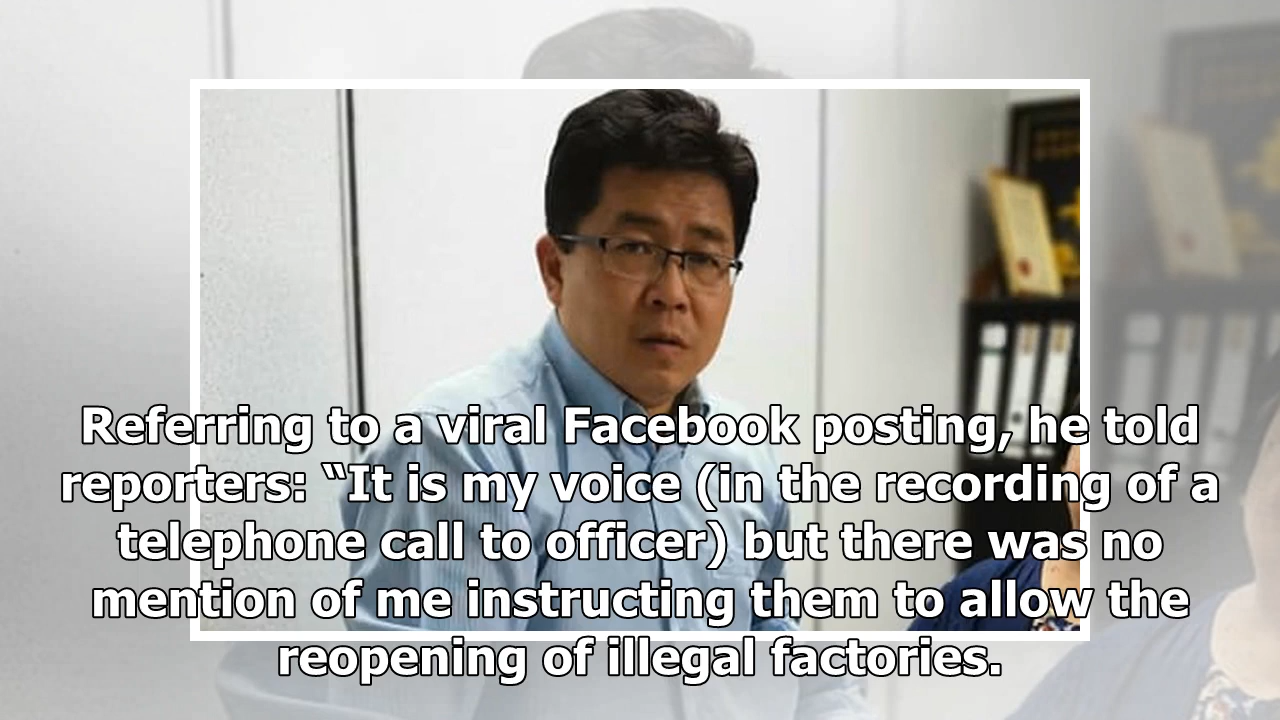 Referring to a viral Facebook posting, he told
reporters: “It is my voice (in the recording of a
telephone call to officer) but there was no
mention of me instructing them to allow the
reopening of illegal factories.